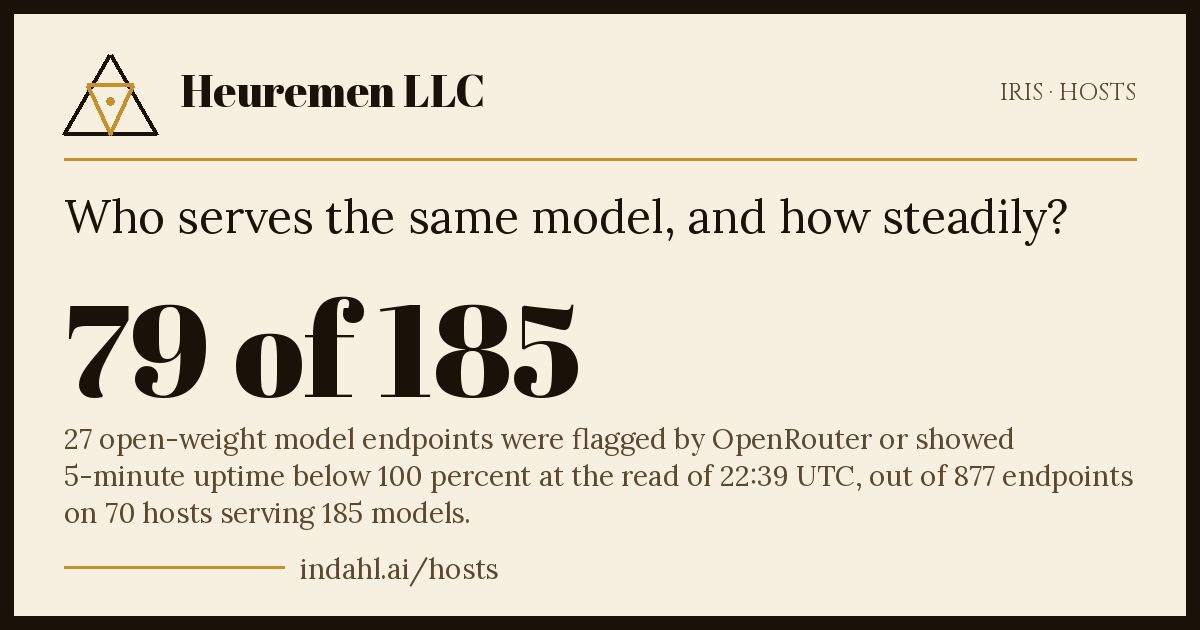 Heuremen LLC
IRIS · HOSTS
Who serves the same model, and how steadily?
79 of 185
27 open-weight model endpoints were flagged by OpenRouter or showed
5-minute uptime below 100 percent at the read of 22:39 UTC, out of 877 endpoints
on 70 hosts serving 185 models.
indahl.ai/hosts